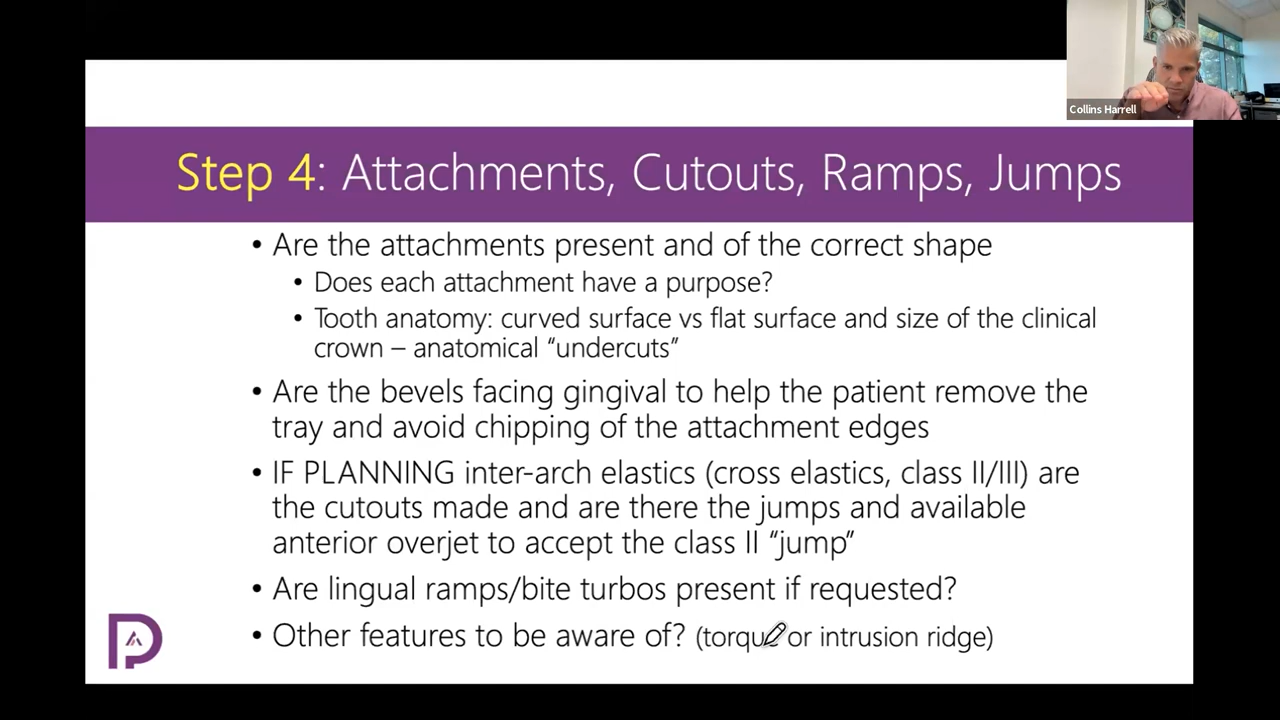 Collins Harrell
Step 4: Attachments, Cutouts, Ramps, Jumps
• Are the attachments present and of the correct shape
• Does each attachment have a purpose?
• Tooth anatomy: curved surface vs flat surface and size of the clinical
crown – anatomical “undercuts”
• Are the bevels facing gingival to help the patient remove the
tray and avoid chipping of the attachment edges
• IF PLANNING inter-arch elastics (cross elastics, class II/III) are
the cutouts made and are there the jumps and available
anterior overjet to accept the class II “jump”
• Are lingual ramps/bite turbos present if requested?
• Other features to be aware of? (torque or intrusion ridge)